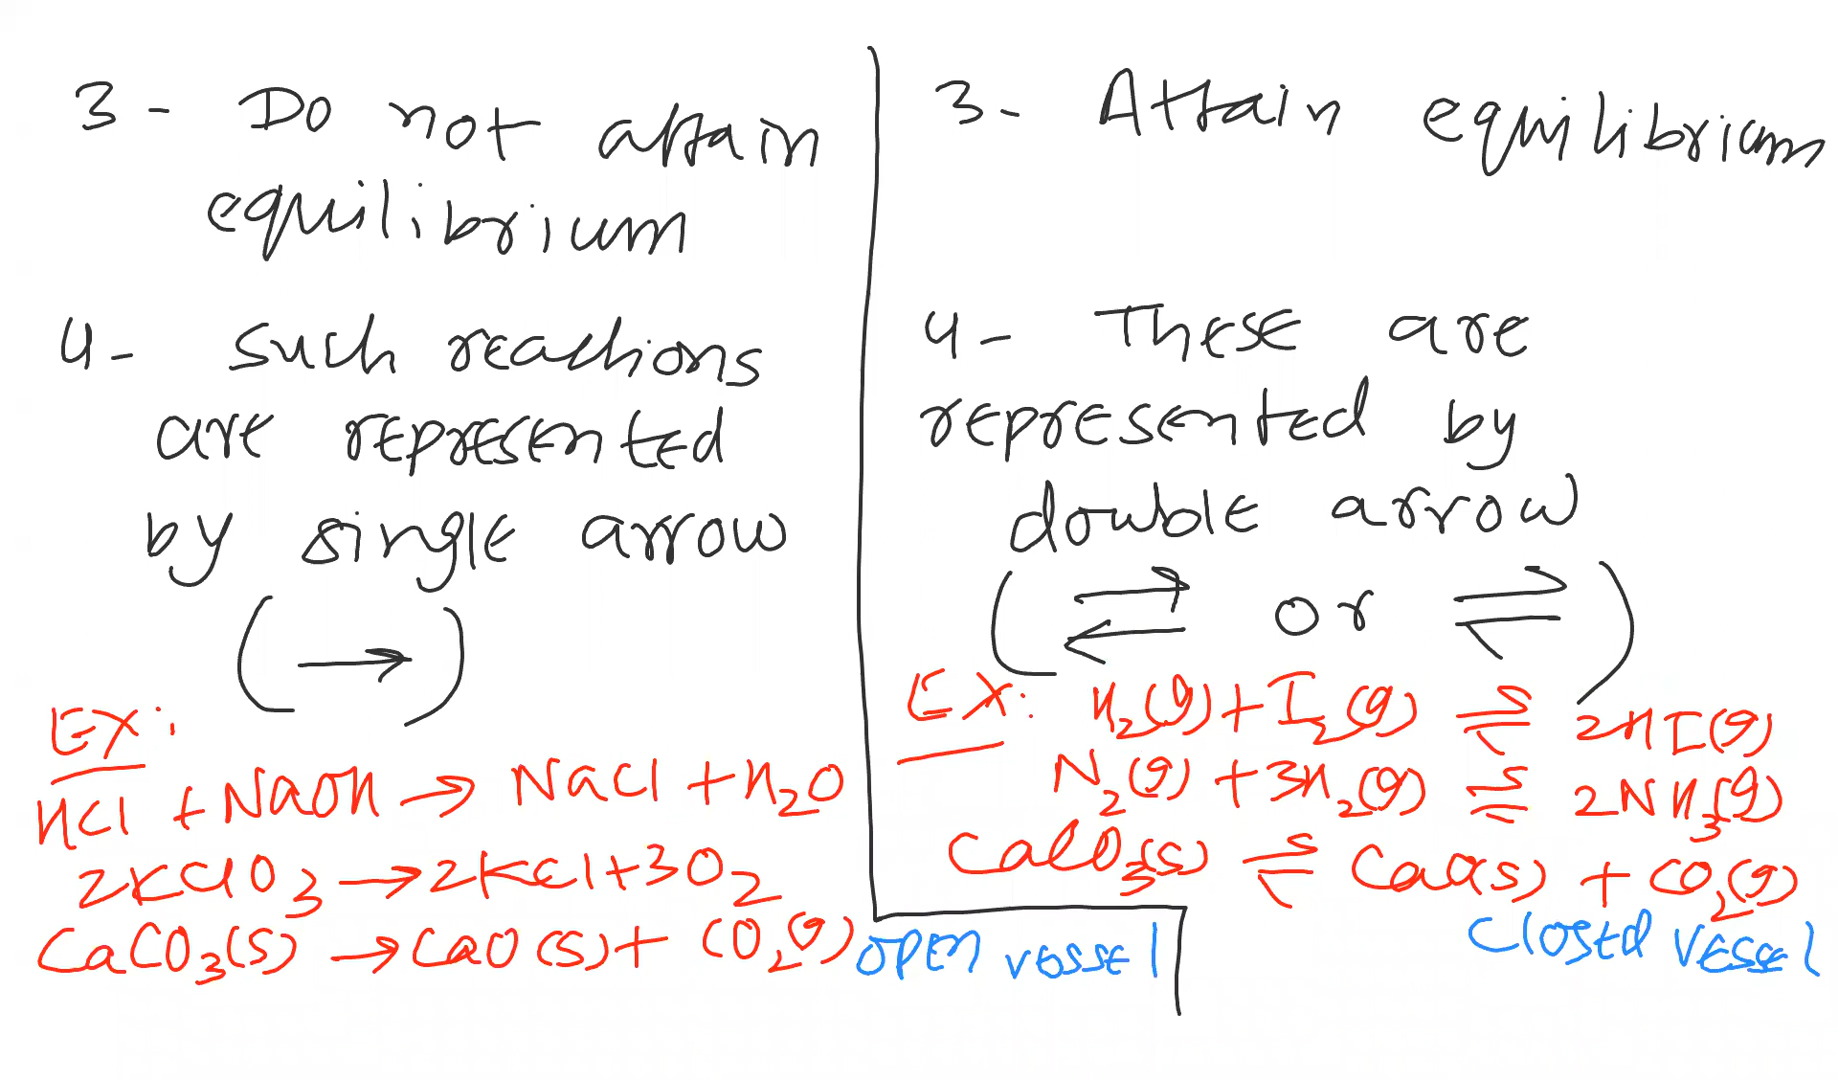 3 - Do not attain
equilibrium
4 - such reactions
are represented
by single arrow
(→)
EX:
HCl + NaOH → NaCl + H₂O
2KClO₃ → 2KCl + 3O₂
CaCO₃(s) → CaO(s) + CO₂(g) open vessel
3 - Attain equilibrium
4 - These are
represented by
double arrow
(⇄ or ⇌)
EX: H₂(g) + I₂(g) ⇌ 2HI(g)
N₂(g) + 3H₂(g) ⇌ 2NH₃(g)
CaCO₃(s) ⇌ CaO(s) + CO₂(g)
closed vessel